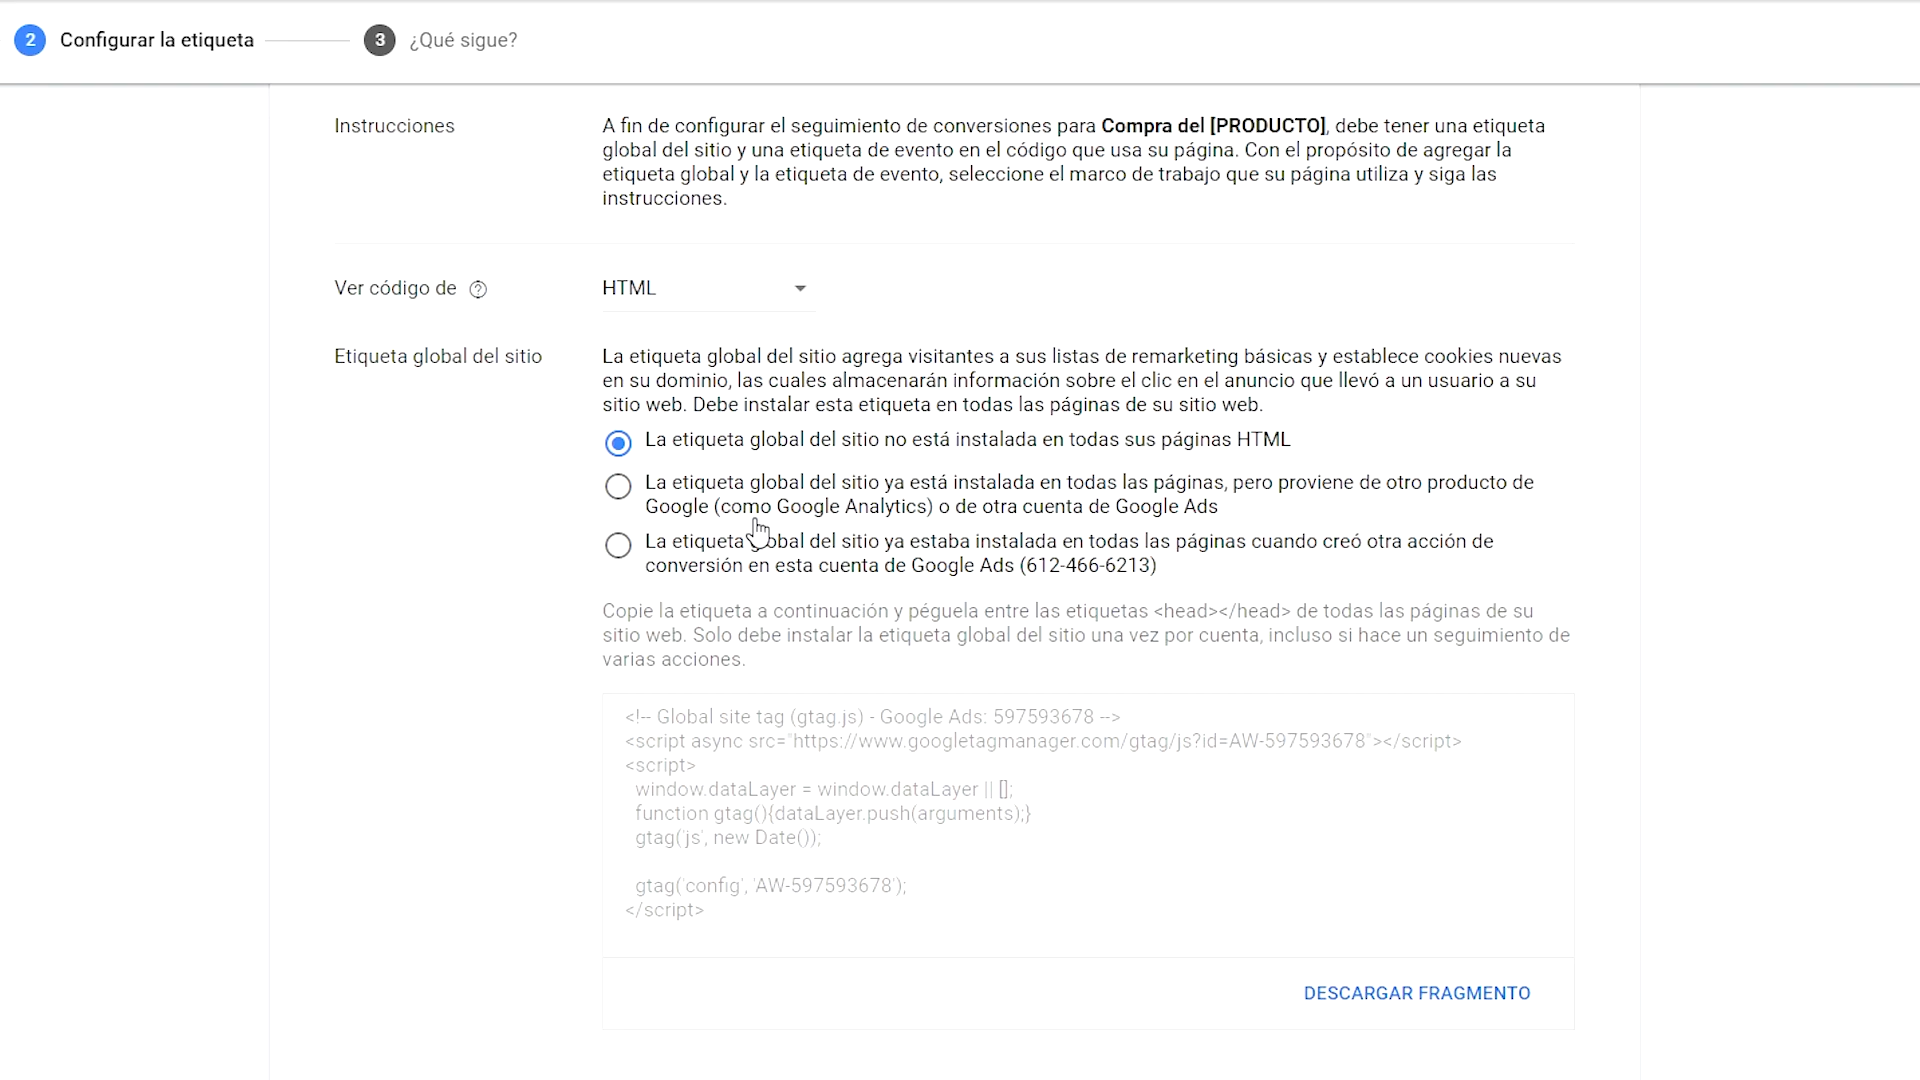 2 Configurar la etiqueta 3 ¿Qué sigue?
Instrucciones
A fin de configurar el seguimiento de conversiones para Compra del [PRODUCTO], debe tener una etiqueta
global del sitio y una etiqueta de evento en el código que usa su página. Con el propósito de agregar la
etiqueta global y la etiqueta de evento, seleccione el marco de trabajo que su página utiliza y siga las
instrucciones.
Ver código de ? HTML
Etiqueta global del sitio
La etiqueta global del sitio agrega visitantes a sus listas de remarketing básicas y establece cookies nuevas
en su dominio, las cuales almacenarán información sobre el clic en el anuncio que llevó a un usuario a su
sitio web. Debe instalar esta etiqueta en todas las páginas de su sitio web.
La etiqueta global del sitio no está instalada en todas sus páginas HTML
La etiqueta global del sitio ya está instalada en todas las páginas, pero proviene de otro producto de
Google (como Google Analytics) o de otra cuenta de Google Ads
La etiqueta global del sitio ya estaba instalada en todas las páginas cuando creó otra acción de
conversión en esta cuenta de Google Ads (612-466-6213)
Copie la etiqueta a continuación y péguela entre las etiquetas <head></head> de todas las páginas de su
sitio web. Solo debe instalar la etiqueta global del sitio una vez por cuenta, incluso si hace un seguimiento de
varias acciones.
<!-- Global site tag (gtag.js) - Google Ads: 597593678 -->
<script async src="https://www.googletagmanager.com/gtag/js?id=AW-597593678"></script>
<script>
window.dataLayer = window.dataLayer || [];
function gtag(){dataLayer.push(arguments);}
gtag('js', new Date());
gtag('config', 'AW-597593678');
</script>
DESCARGAR FRAGMENTO